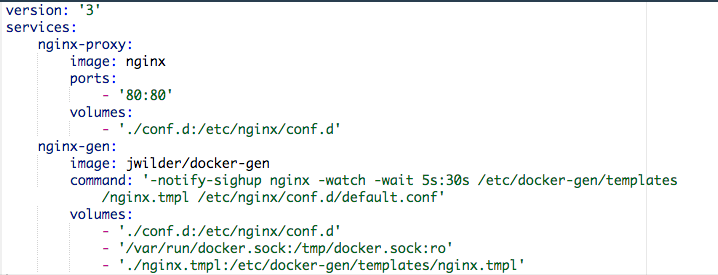 version: '3'
services:
    nginx-proxy:
        image: nginx
        ports:
            - '80:80'
        volumes:
            - './conf.d:/etc/nginx/conf.d'
    nginx-gen:
        image: jwilder/docker-gen
        command: '-notify-sighup nginx -watch -wait 5s:30s /etc/docker-gen/templates
            /nginx.tmpl /etc/nginx/conf.d/default.conf'
        volumes:
            - './conf.d:/etc/nginx/conf.d'
            - '/var/run/docker.sock:/tmp/docker.sock:ro'
            - './nginx.tmpl:/etc/docker-gen/templates/nginx.tmpl'